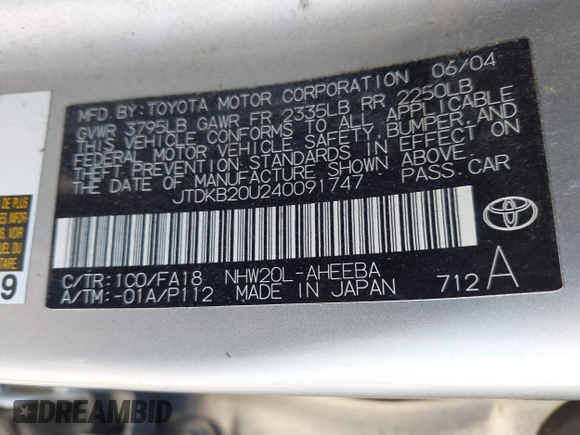 MFD. BY: TOYOTA MOTOR CORPORATION 06/04
GVWR 3795LB GAWR FR 2335LB RR 2250LB
THIS VEHICLE CONFORMS TO ALL APPLICABLE
FEDERAL MOTOR VEHICLE SAFETY, BUMPER, AND
THEFT PREVENTION STANDARDS IN EFFECT ON
THE DATE OF MANUFACTURE SHOWN ABOVE.
JTDKB20U240091747 PASS. CAR
C/TR: 1C0/FA18 NHW20L-AHEEBA
A/TM: -01A/P112 MADE IN JAPAN 712 A
9
DREAMBID